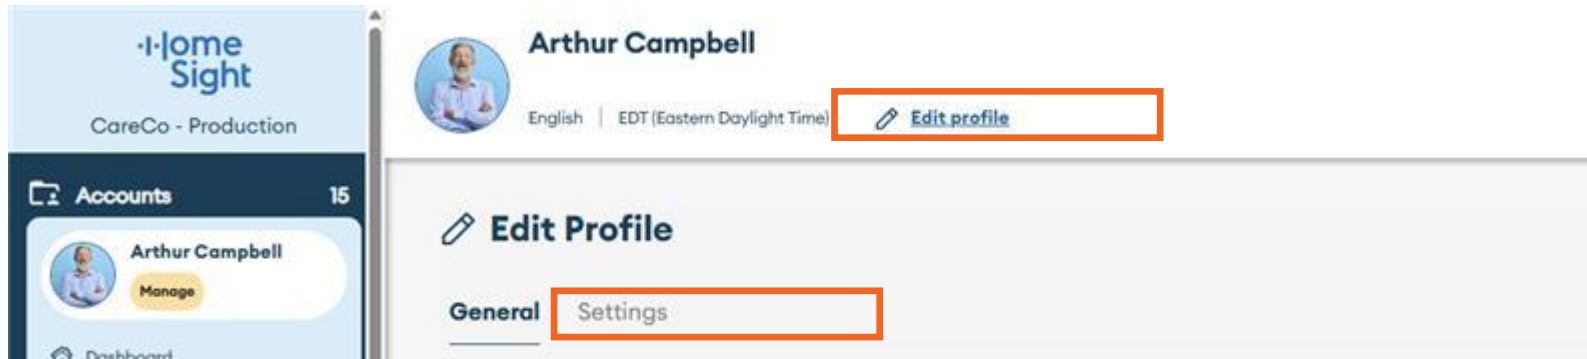 Home
Sight
CareCo - Production
Accounts 15
Arthur Campbell
Manage
Dashboard
Arthur Campbell
English | EDT (Eastern Daylight Time)
Edit profile
Edit Profile
General Settings